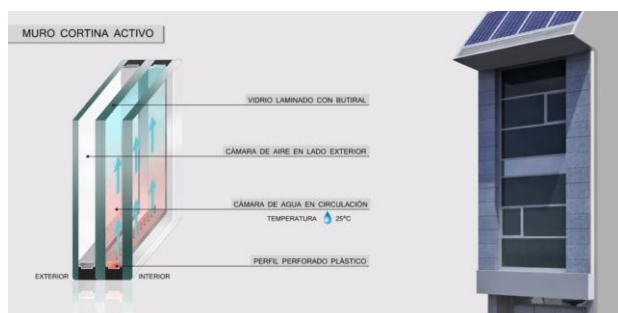 MURO CORTINA ACTIVO
VIDRIO LAMINADO CON BUTIRAL
CÁMARA DE AIRE EN LADO EXTERIOR
CÁMARA DE AGUA EN CIRCULACIÓN
TEMPERATURA 25ºC
PERFIL PERFORADO PLÁSTICO
EXTERIOR INTERIOR